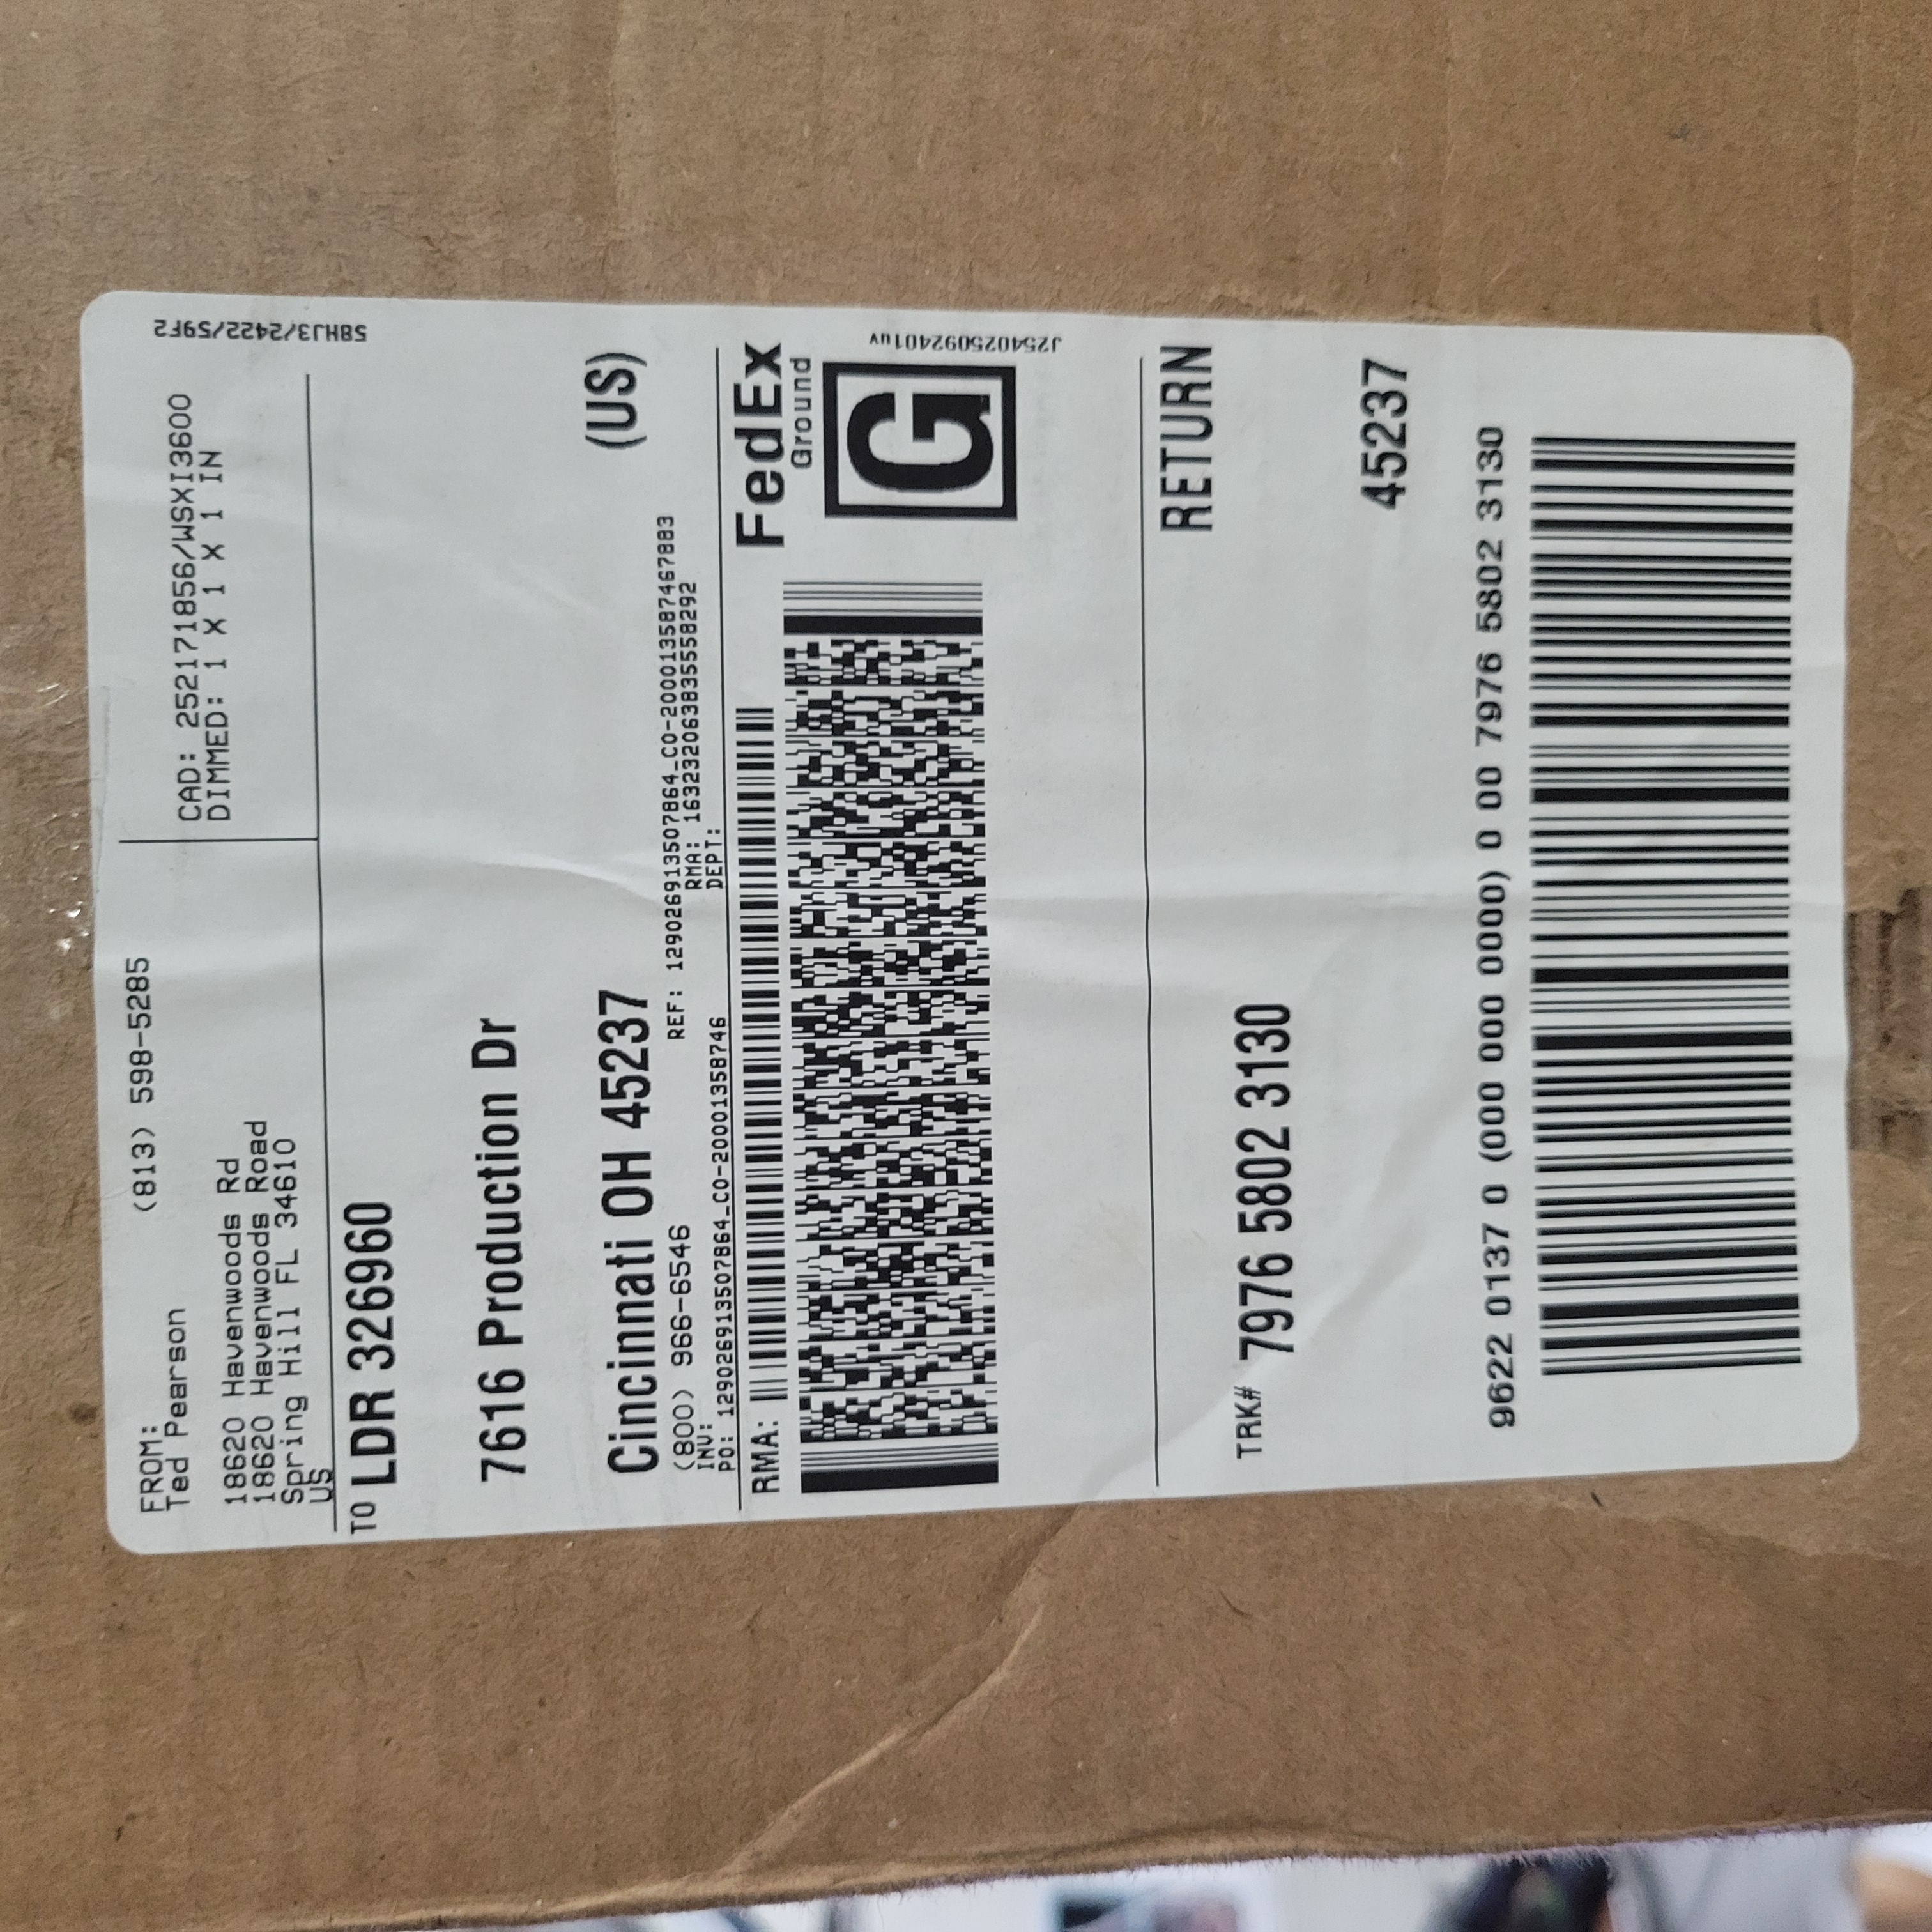 FROM:
Ted Pearson
(813) 598-5285
18620 Havenwoods Rd
18620 Havenwoods Road
Spring Hill FL 34610
US
CAD: 252171856/WSXI3600
DIMMED: 1 X 1 X 1 IN
58HJ3/2422/59F2
TO LDR 326960
7616 Production Dr
Cincinnati OH 45237
(US)
(800) 966-6546
REF: 129026913507864_CO-2000135874678​83
INV:
RMA: 163232063835558292
PO: 129026913507864_CO-20001358746
DEPT:
RMA:
FedEx
Ground
G
J254025092401uv
RETURN
TRK# 7976 5802 3130
45237
9622 0137 0 (000 000 0000) 0 00 7976 5802 3130